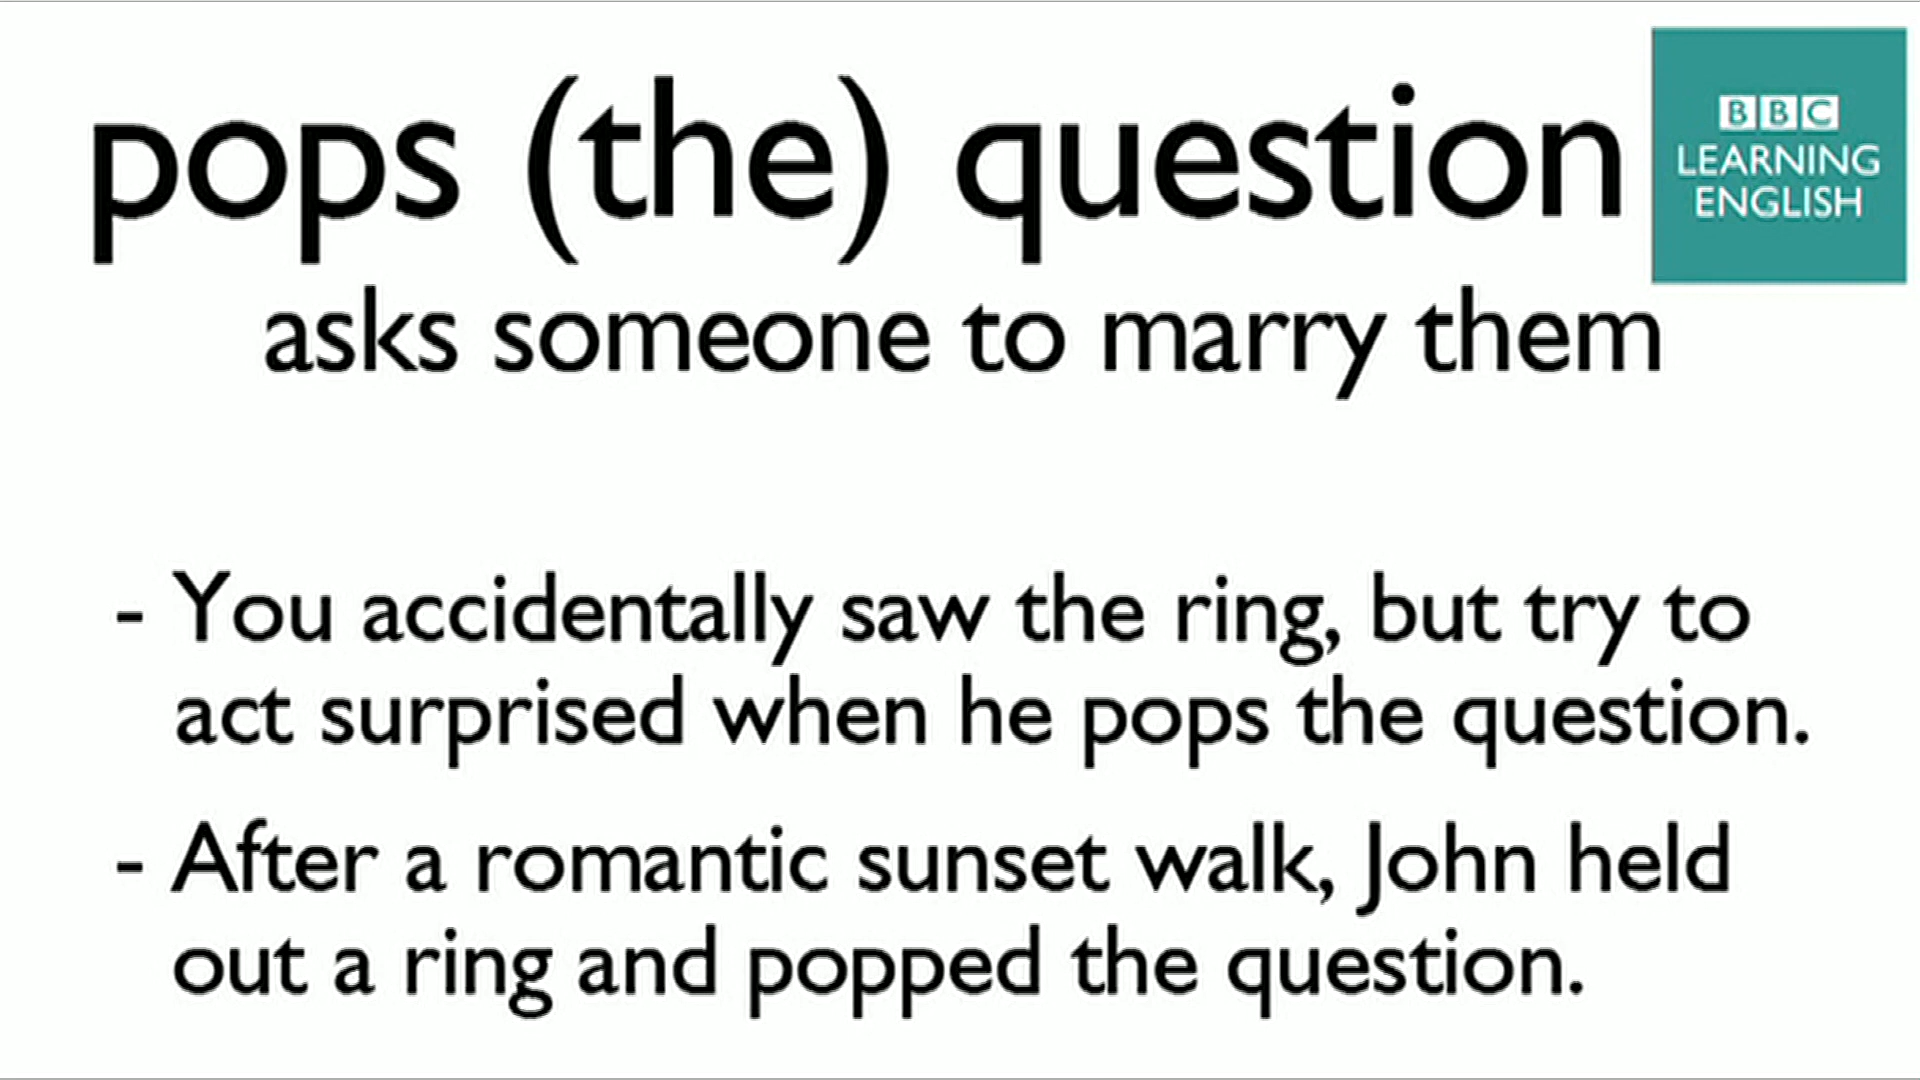 pops (the) question
BBC
LEARNING
ENGLISH
asks someone to marry them
- You accidentally saw the ring, but try to
act surprised when he pops the question.
- After a romantic sunset walk, John held
out a ring and popped the question.